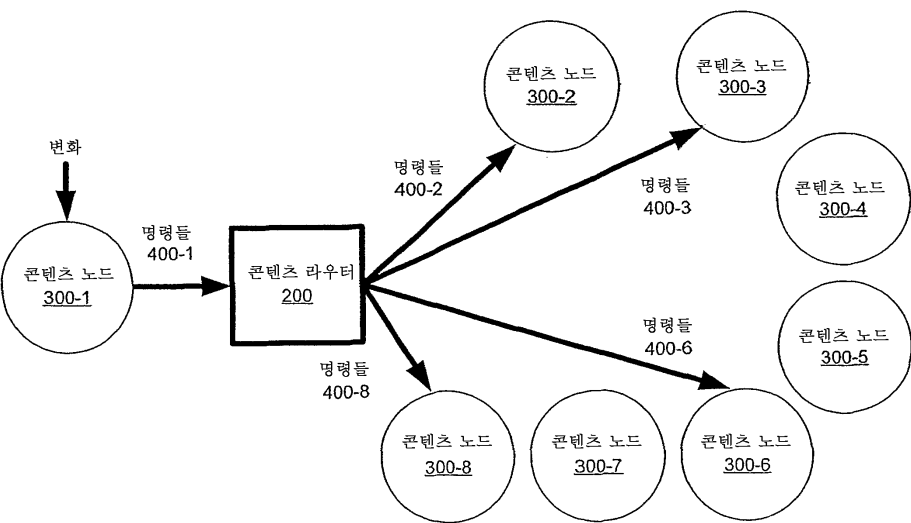 콘텐츠 노드
300-2
콘텐츠 노드
300-3
변화
명령들
400-2
명령들
400-3
콘텐츠 노드
300-4
명령들
400-1
콘텐츠 노드
300-1
콘텐츠 라우터
200
명령들
400-6
콘텐츠 노드
300-5
명령들
400-8
콘텐츠 노드
300-8
콘텐츠 노드
300-7
콘텐츠 노드
300-6